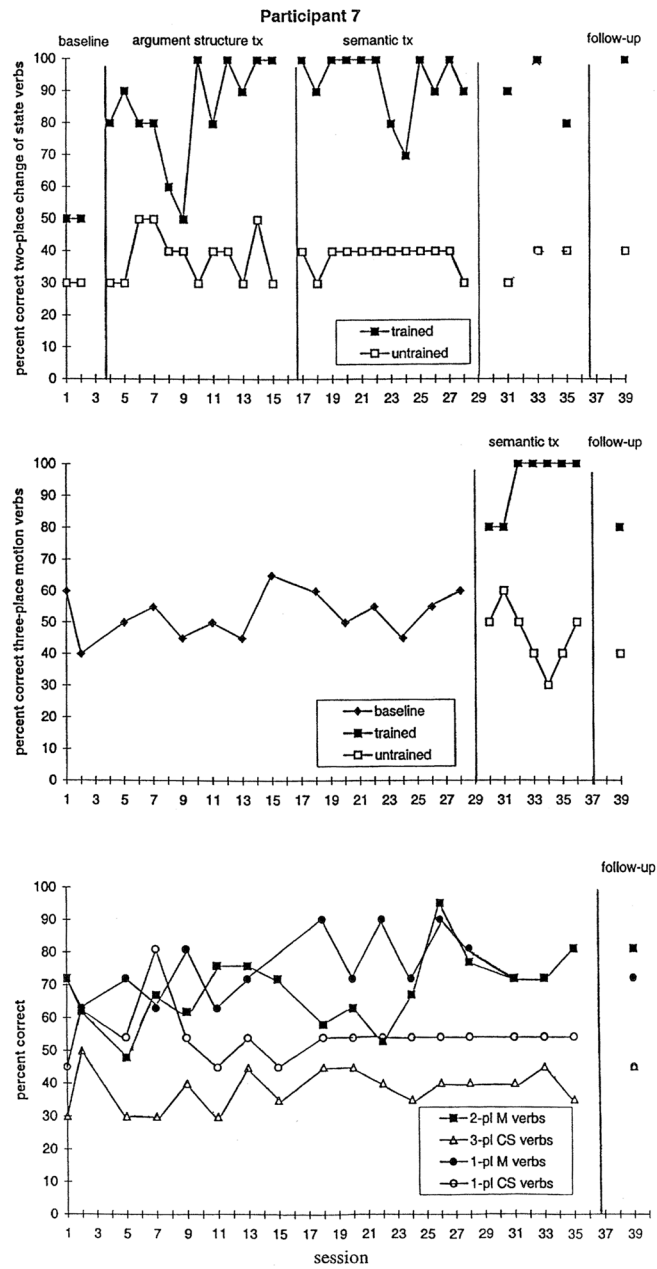 Participant 7
baseline argument structure tx semantic tx follow-up
percent correct two-place change of state verbs
100
90
80
70
60
50
40
30
20
10
0
trained
untrained
1 3 5 7 9 11 13 15 17 19 21 23 25 27 29 31 33 35 37 39
semantic tx follow-up
percent correct three-place motion verbs
100
90
80
70
60
50
40
30
20
10
0
baseline
trained
untrained
1 3 5 7 9 11 13 15 17 19 21 23 25 27 29 31 33 35 37 39
follow-up
percent correct
100
90
80
70
60
50
40
30
20
10
0
2-pl M verbs
3-pl CS verbs
1-pl M verbs
1-pl CS verbs
1 3 5 7 9 11 13 15 17 19 21 23 25 27 29 31 33 35 37 39
session